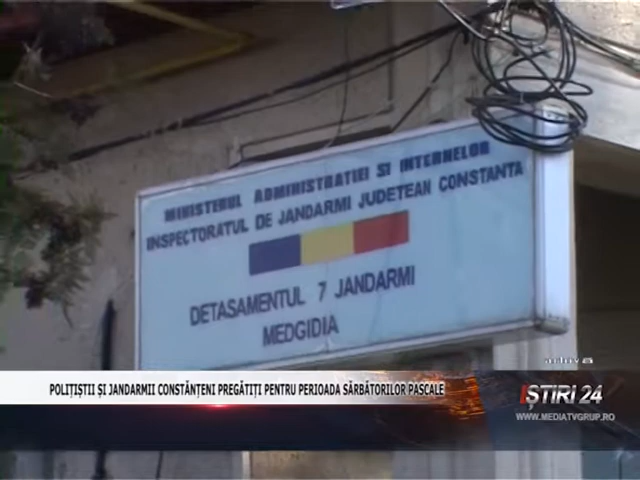 MINISTERUL ADMINISTRATIEI SI INTERNELOR
INSPECTORATUL DE JANDARMI JUDETEAN CONSTANTA
DETASAMENTUL 7 JANDARMI
MEDGIDIA
POLIȚIȘTII ȘI JANDARMII CONSTĂNȚENI PREGĂTIȚI PENTRU PERIOADA SĂRBĂTORILOR PASCALE
ȘTIRI 24
WWW.MEDIATVGRUP.RO